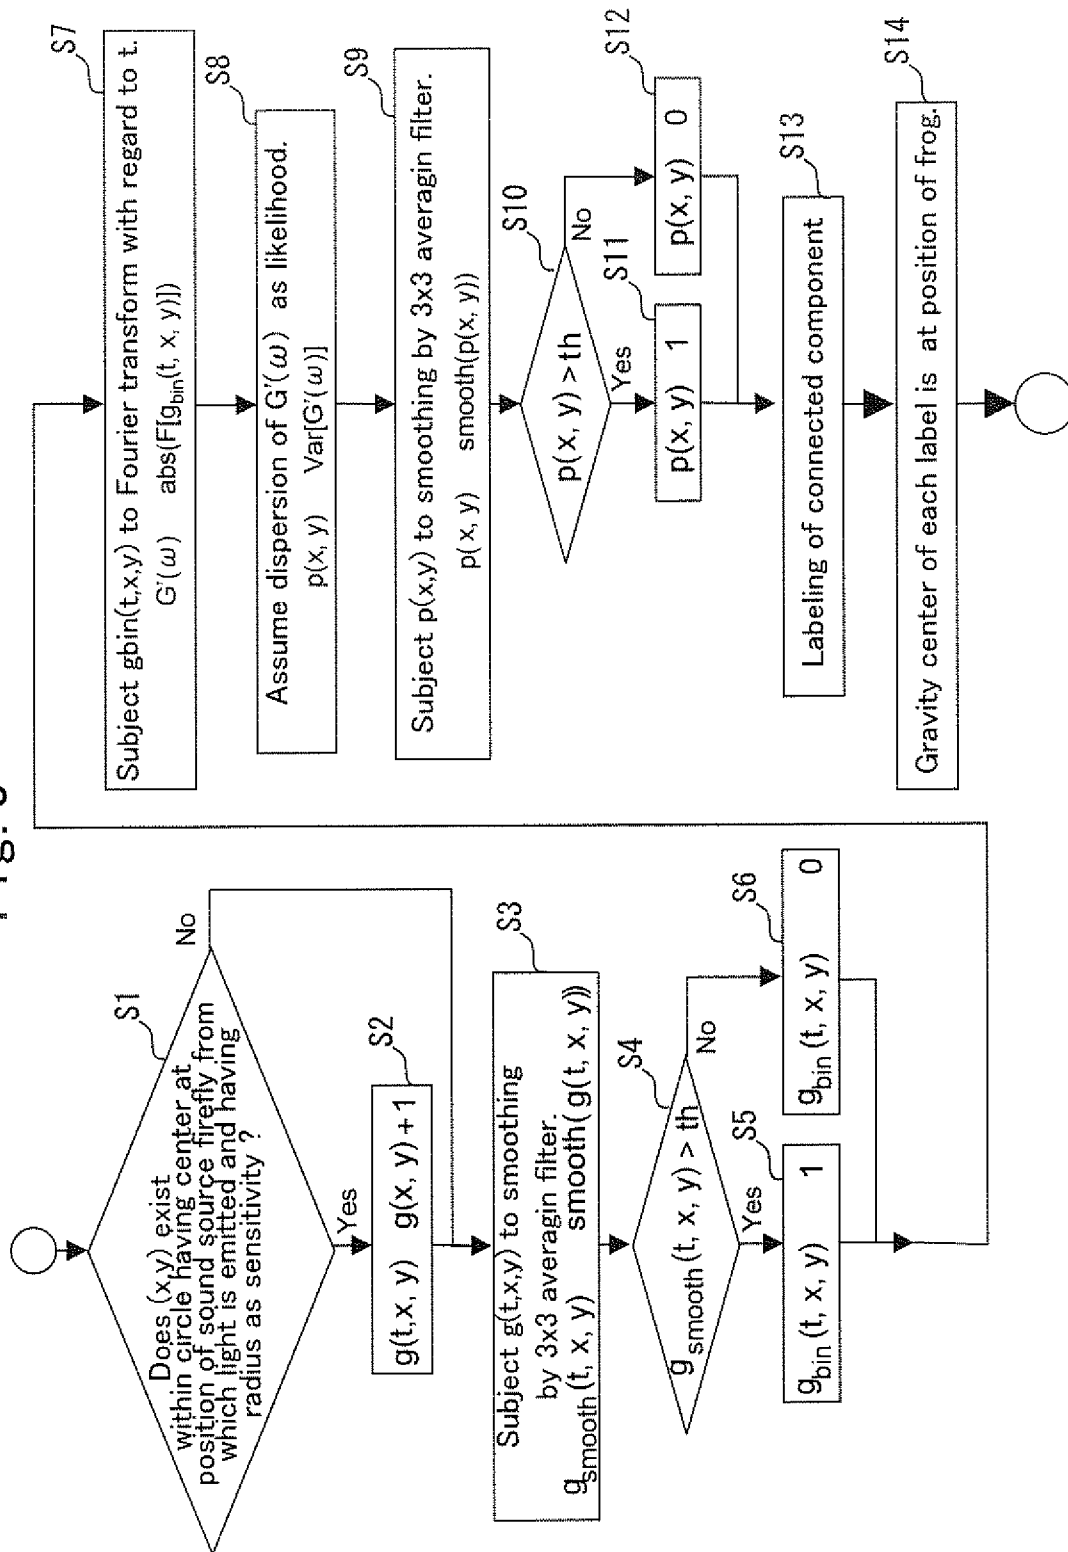 Does (x,y) exist
within circle having center at
position of sound source firefly from
which light is emitted and having
radius as sensitivity ?
S1
No
Yes
S2
g(t,x, y) g(x, y)+1
S3
Subject g(t,x,y) to smoothing
by 3x3 averagin filter.
gsmooth(t, x, y) smooth(g(t, x, y))
S4
gsmooth(t, x, y) > th
No
Yes
S5
gbin(t, x, y) 1
S6
gbin(t, x, y) 0
S7
Subject gbin(t,x,y) to Fourier transform with regard to t.
G'(ω) abs(F[gbin(t, x, y)])
S8
Assume dispersion of G'(ω) as likelihood.
p(x, y) Var[G'(ω)]
S9
Subject p(x,y) to smoothing by 3x3 averagin filter.
p(x, y) smooth(p(x, y))
S10
p(x, y) > th
No
Yes
S11
p(x, y) 1
S12
p(x, y) 0
S13
Labeling of connected component
S14
Gravity center of each label is at position of frog.